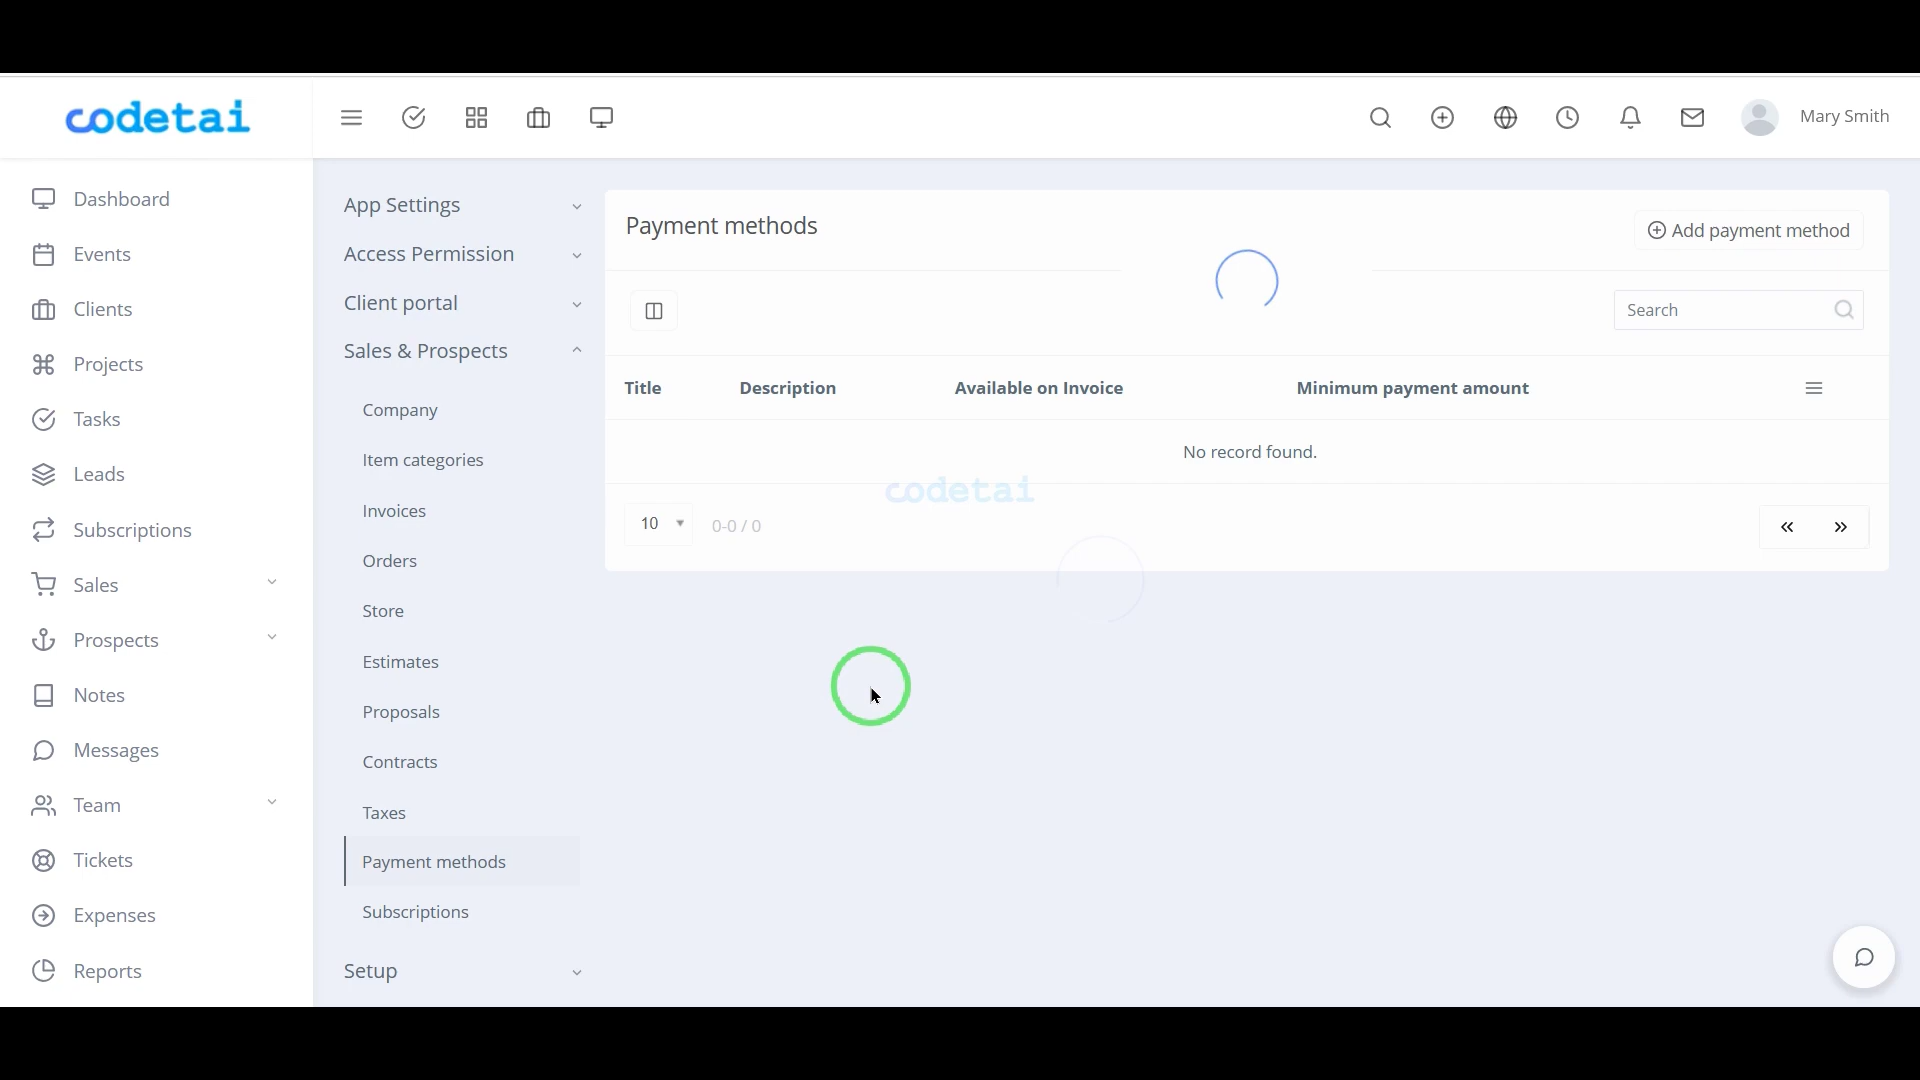 codetai
Mary Smith
Dashboard
Events
Clients
Projects
Tasks
Leads
Subscriptions
Sales
Prospects
Notes
Messages
Team
Tickets
Expenses
Reports
App Settings
Access Permission
Client portal
Sales & Prospects
Company
Item categories
Invoices
Orders
Store
Estimates
Proposals
Contracts
Taxes
Payment methods
Subscriptions
Setup
Payment methods
Add payment method
Search
Title Description Available on Invoice Minimum payment amount
No record found.
codetai
10 0-0 / 0